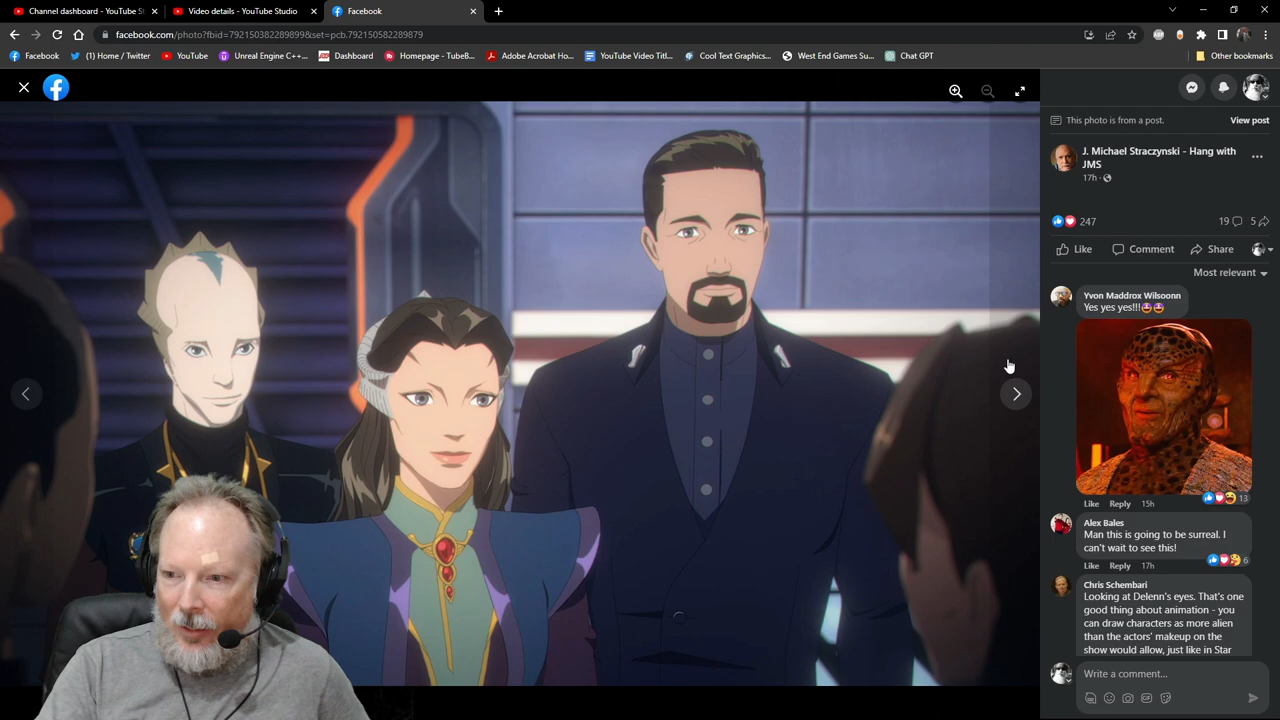 Channel dashboard - YouTube S
Video details - YouTube Studio
Facebook
facebook.com/photo?fbid=792150382289899&set=pcb.792150582289879
Facebook
(1) Home / Twitter
YouTube
Unreal Engine C++...
Dashboard
Homepage - TubeB...
Adobe Acrobat Ho...
YouTube Video Titl...
Cool Text Graphics...
West End Games Su...
Chat GPT
Other bookmarks
This photo is from a post.
View post
J. Michael Straczynski - Hang with
JMS
17h
247
19
5
Like
Comment
Share
Most relevant
Yvon Maddrox Wilsoonn
Yes yes yes!!!
13
Like Reply 15h
Alex Bales
Man this is going to be surreal. I
can't wait to see this!
6
Like Reply 17h
Chris Schembari
Looking at Delenn's eyes. That's one
good thing about animation - you
can draw characters as more alien
than the actors' makeup on the
show would allow, just like in Star
Write a comment...